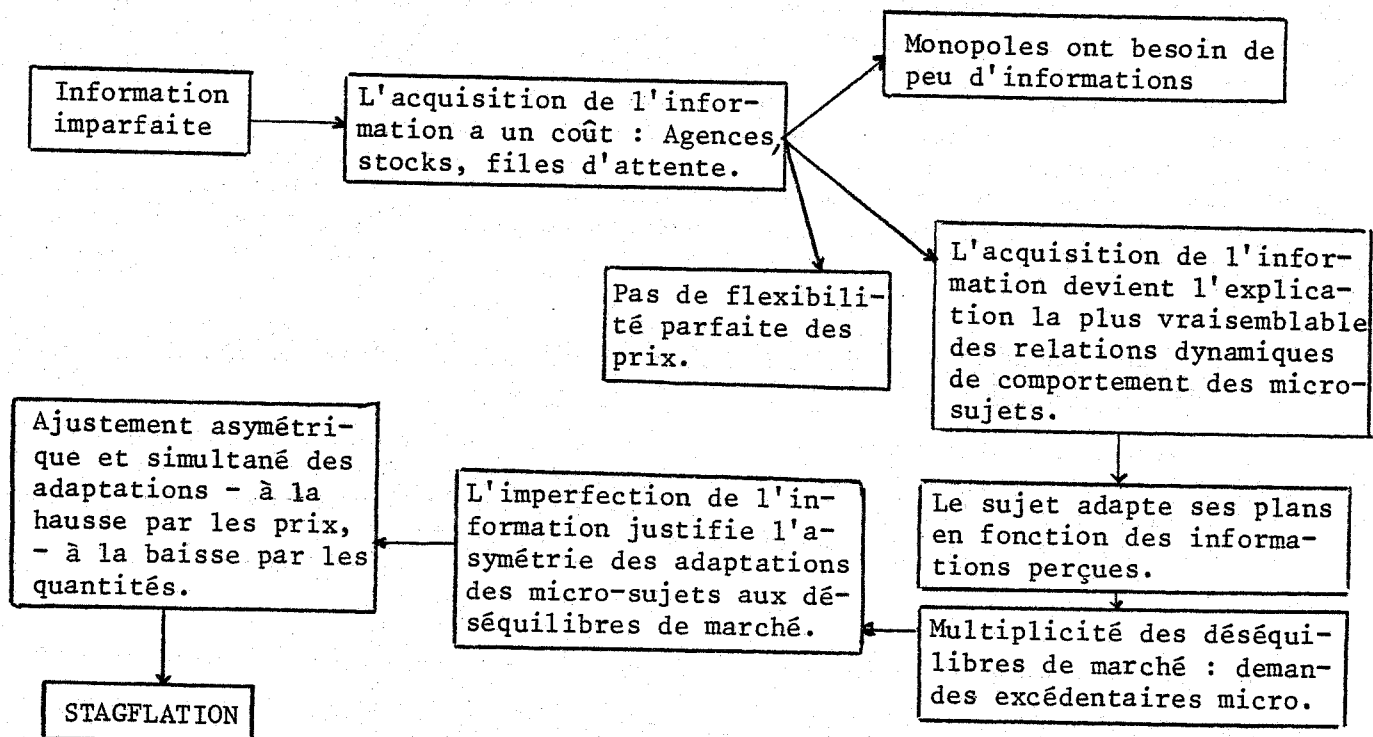 Information
imparfaite
L'acquisition de l'infor-
mation a un coût : Agences,
stocks, files d'attente.
Monopoles ont besoin de
peu d'informations
Pas de flexibili-
té parfaite des
prix.
L'acquisition de l'infor-
mation devient l'explica-
tion la plus vraisemblable
des relations dynamiques
de comportement des micro-
sujets.
Le sujet adapte ses plans
en fonction des informa-
tions perçues.
Multiplicité des déséqui-
libres de marché : deman-
des excédentaires micro.
L'imperfection de l'in-
formation justifie l'a-
symétrie des adaptations
des micro-sujets aux dé-
séquilibres de marché.
Ajustement asymétri-
que et simultané des
adaptations - à la
hausse par les prix,
- à la baisse par les
quantités.
STAGFLATION